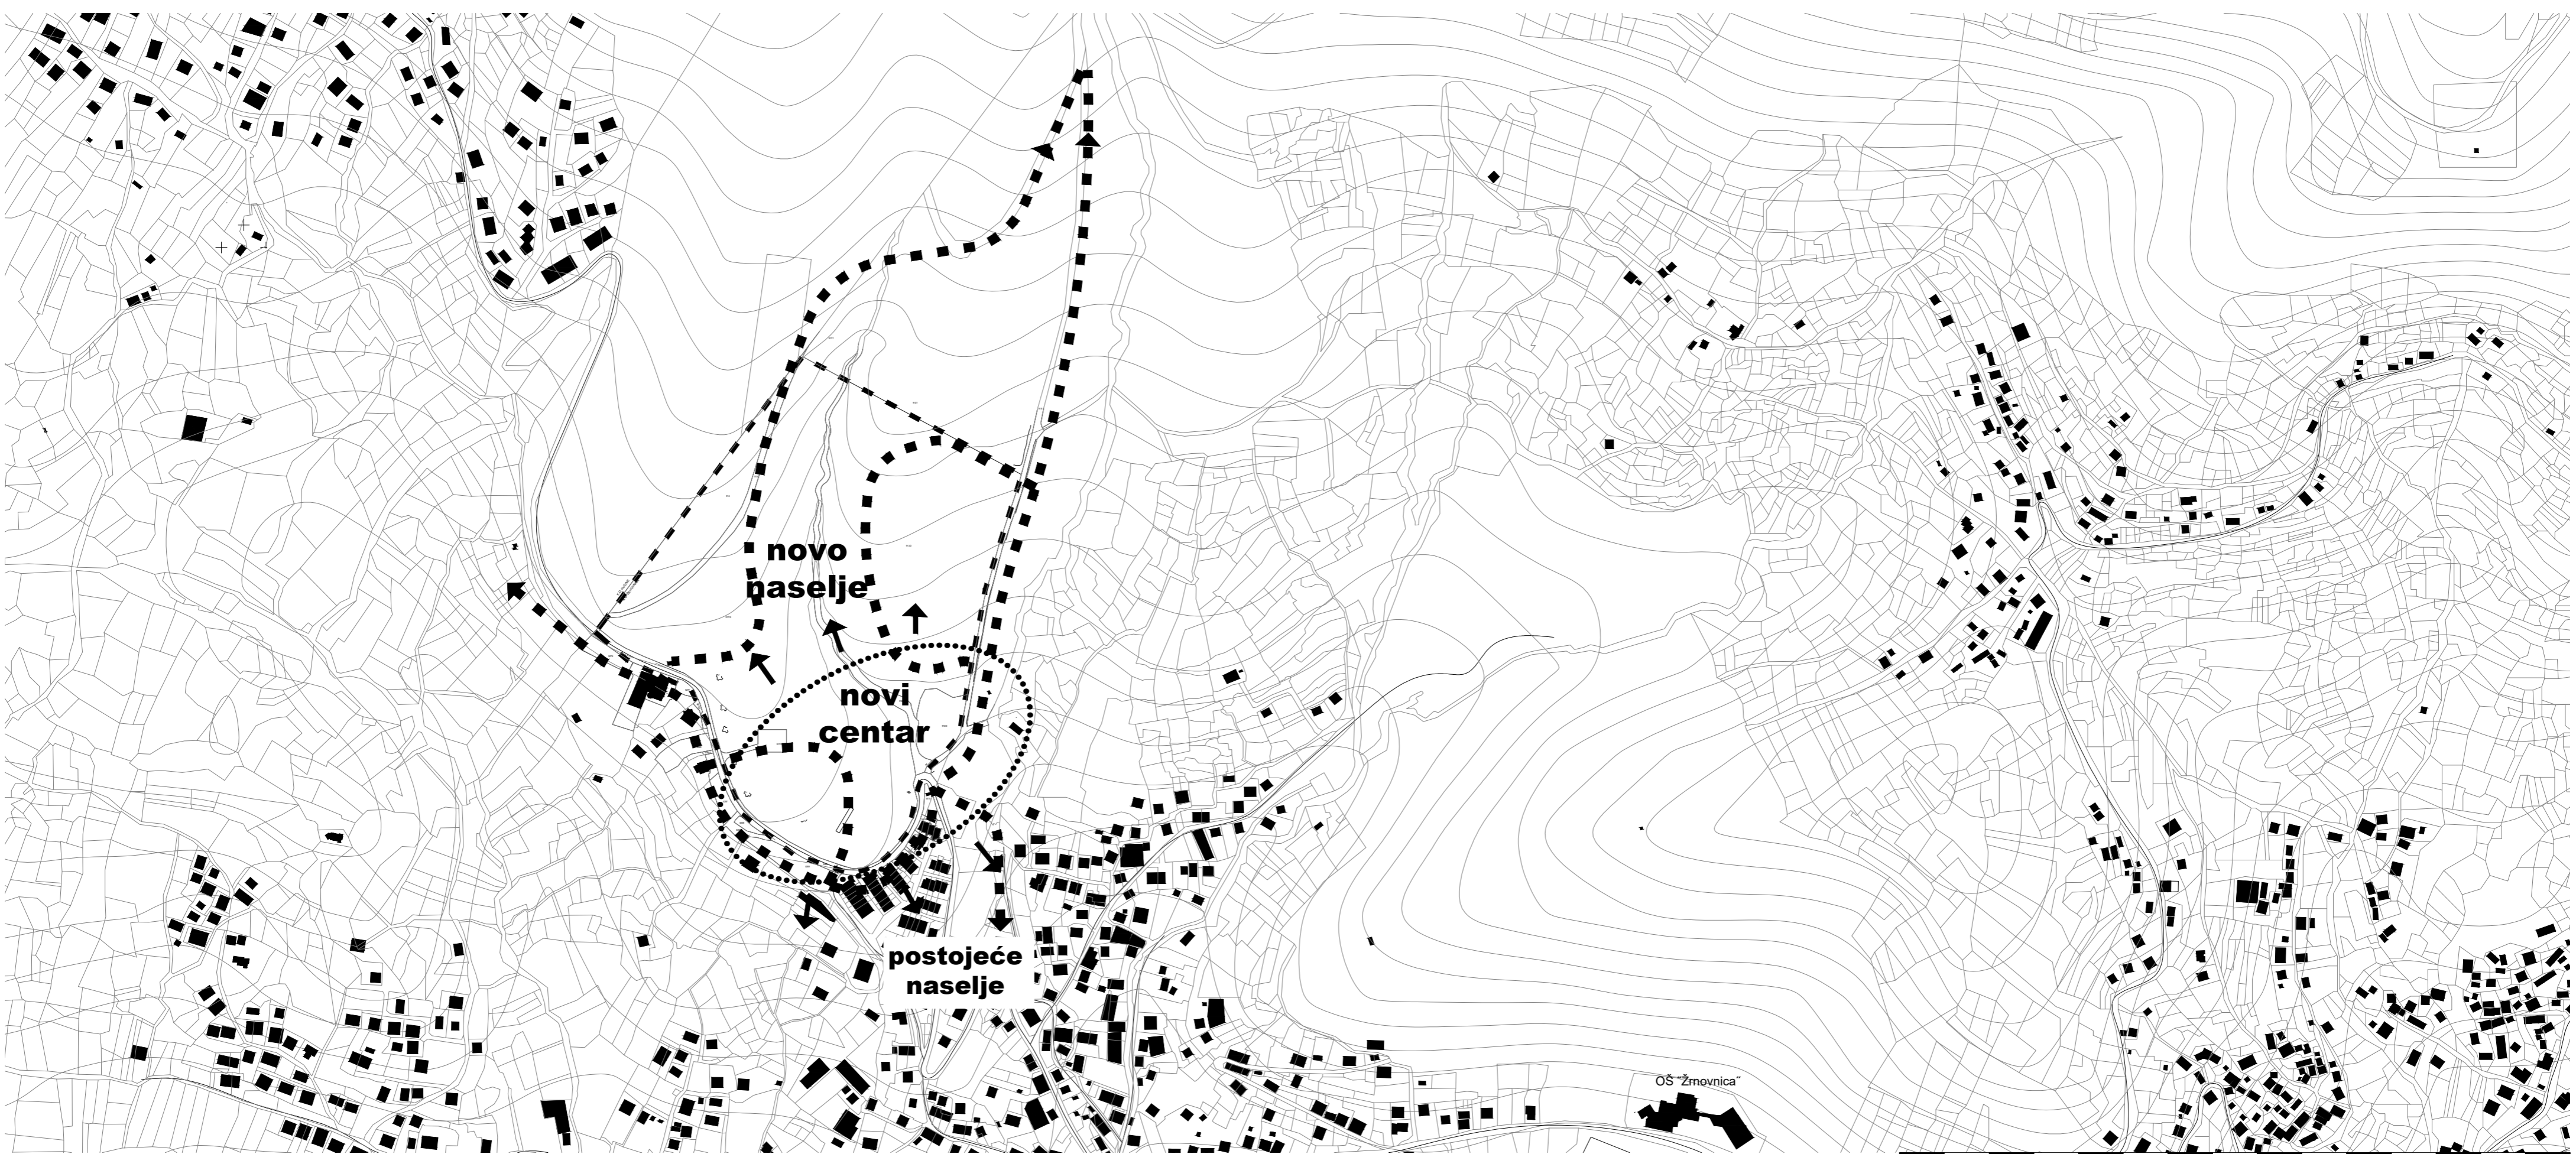 novo
naselje
novi
centar
postojeće
naselje
OŠ "Žrnovnica"